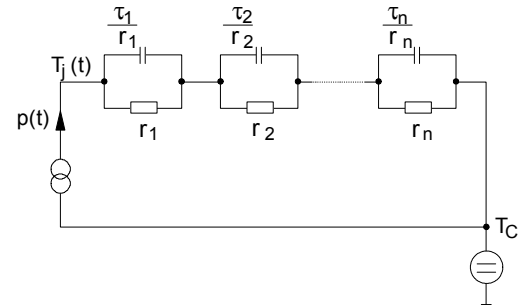 τ1 τ2 τn
r1 r2 rn
Tj(t)
p(t)
r1 r2 rn
TC